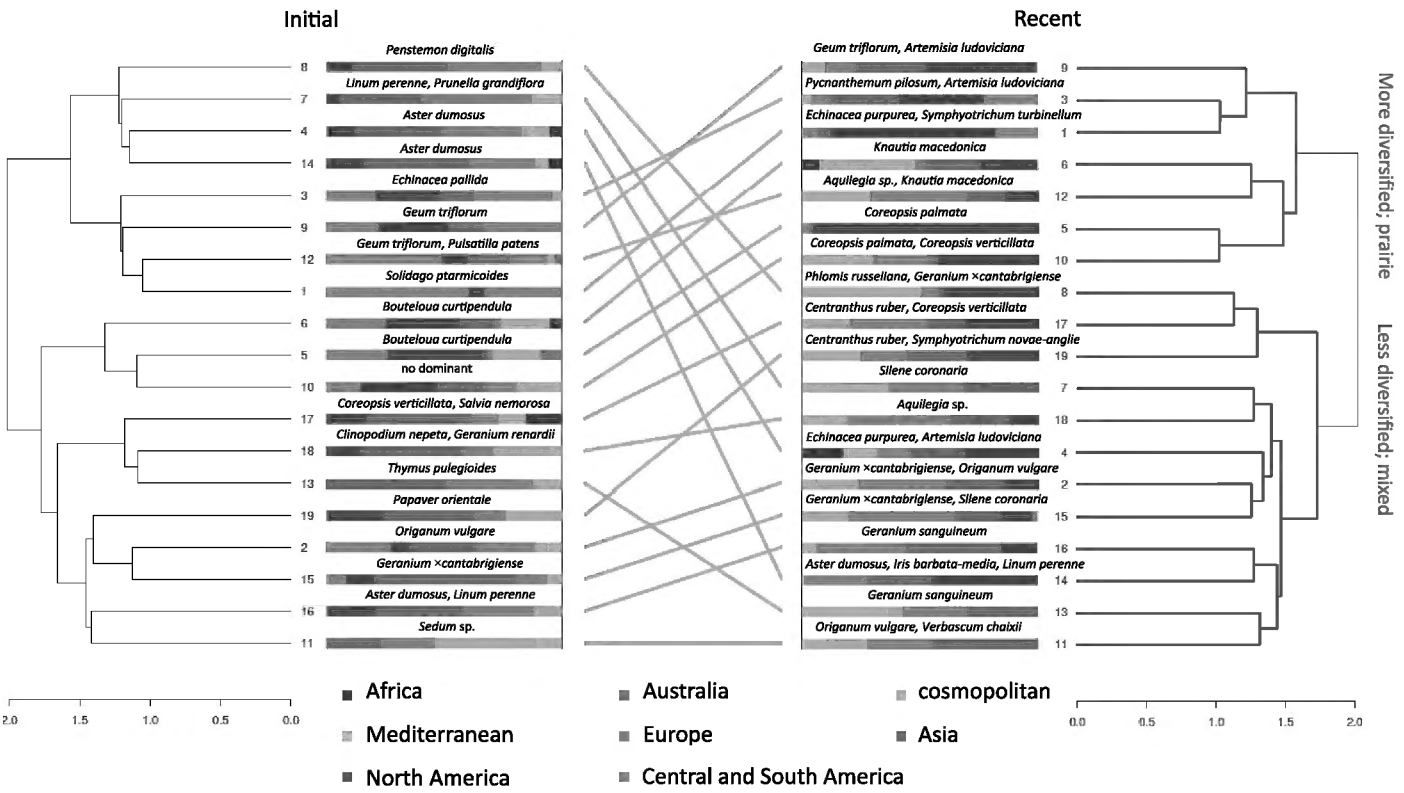 Initial
Recent
Penstemon digitalis
8
Linum perenne, Prunella grandiflora
7
Aster dumosus
4
Aster dumosus
14
Echinacea pallida
3
Geum triflorum
9
Geum triflorum, Pulsatilla patens
12
Solidago ptarmicoides
1
Bouteloua curtipendula
6
Bouteloua curtipendula
5
no dominant
10
Coreopsis verticillata, Salvia nemorosa
17
Clinopodium nepeta, Geranium renardii
18
Thymus pulegioides
13
Papaver orientale
19
Origanum vulgare
2
Geranium ×cantabrigiense
15
Aster dumosus, Linum perenne
16
Sedum sp.
11
Geum triflorum, Artemisia ludoviciana
9
Pycnanthemum pilosum, Artemisia ludoviciana
3
Echinacea purpurea, Symphyotrichum turbinellum
1
Knautia macedonica
6
Aquilegia sp., Knautia macedonica
12
Coreopsis palmata
5
Coreopsis palmata, Coreopsis verticillata
10
Phlomis russeliana, Geranium ×cantabrigiense
8
Centranthus ruber, Coreopsis verticillata
17
Centranthus ruber, Symphyotrichum novae-anglie
19
Silene coronaria
7
Aquilegia sp.
18
Echinacea purpurea, Artemisia ludoviciana
4
Geranium ×cantabrigiense, Origanum vulgare
2
Geranium ×cantabrigiense, Silene coronaria
15
Geranium sanguineum
16
Aster dumosus, Iris barbata-media, Linum perenne
14
Geranium sanguineum
13
Origanum vulgare, Verbascum chaixii
11
More diversified; prairie
Less diversified; mixed
2.0 1.5 1.0 0.5 0.0
0.0 0.5 1.0 1.5 2.0
Africa
Australia
cosmopolitan
Mediterranean
Europe
Asia
North America
Central and South America